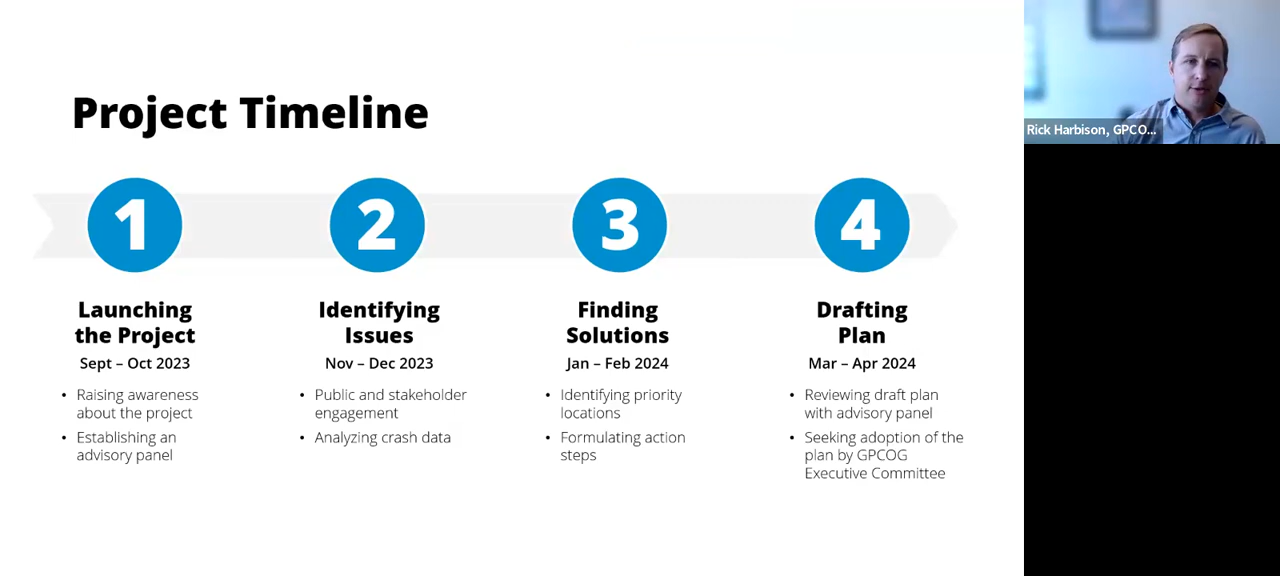 Project Timeline
1
2
3
4
Launching
the Project
Sept – Oct 2023
• Raising awareness
about the project
• Establishing an
advisory panel
Identifying
Issues
Nov – Dec 2023
• Public and stakeholder
engagement
• Analyzing crash data
Finding
Solutions
Jan – Feb 2024
• Identifying priority
locations
• Formulating action
steps
Drafting
Plan
Mar – Apr 2024
• Reviewing draft plan
with advisory panel
• Seeking adoption of the
plan by GPCOG
Executive Committee
Rick Harbison, GPCO...